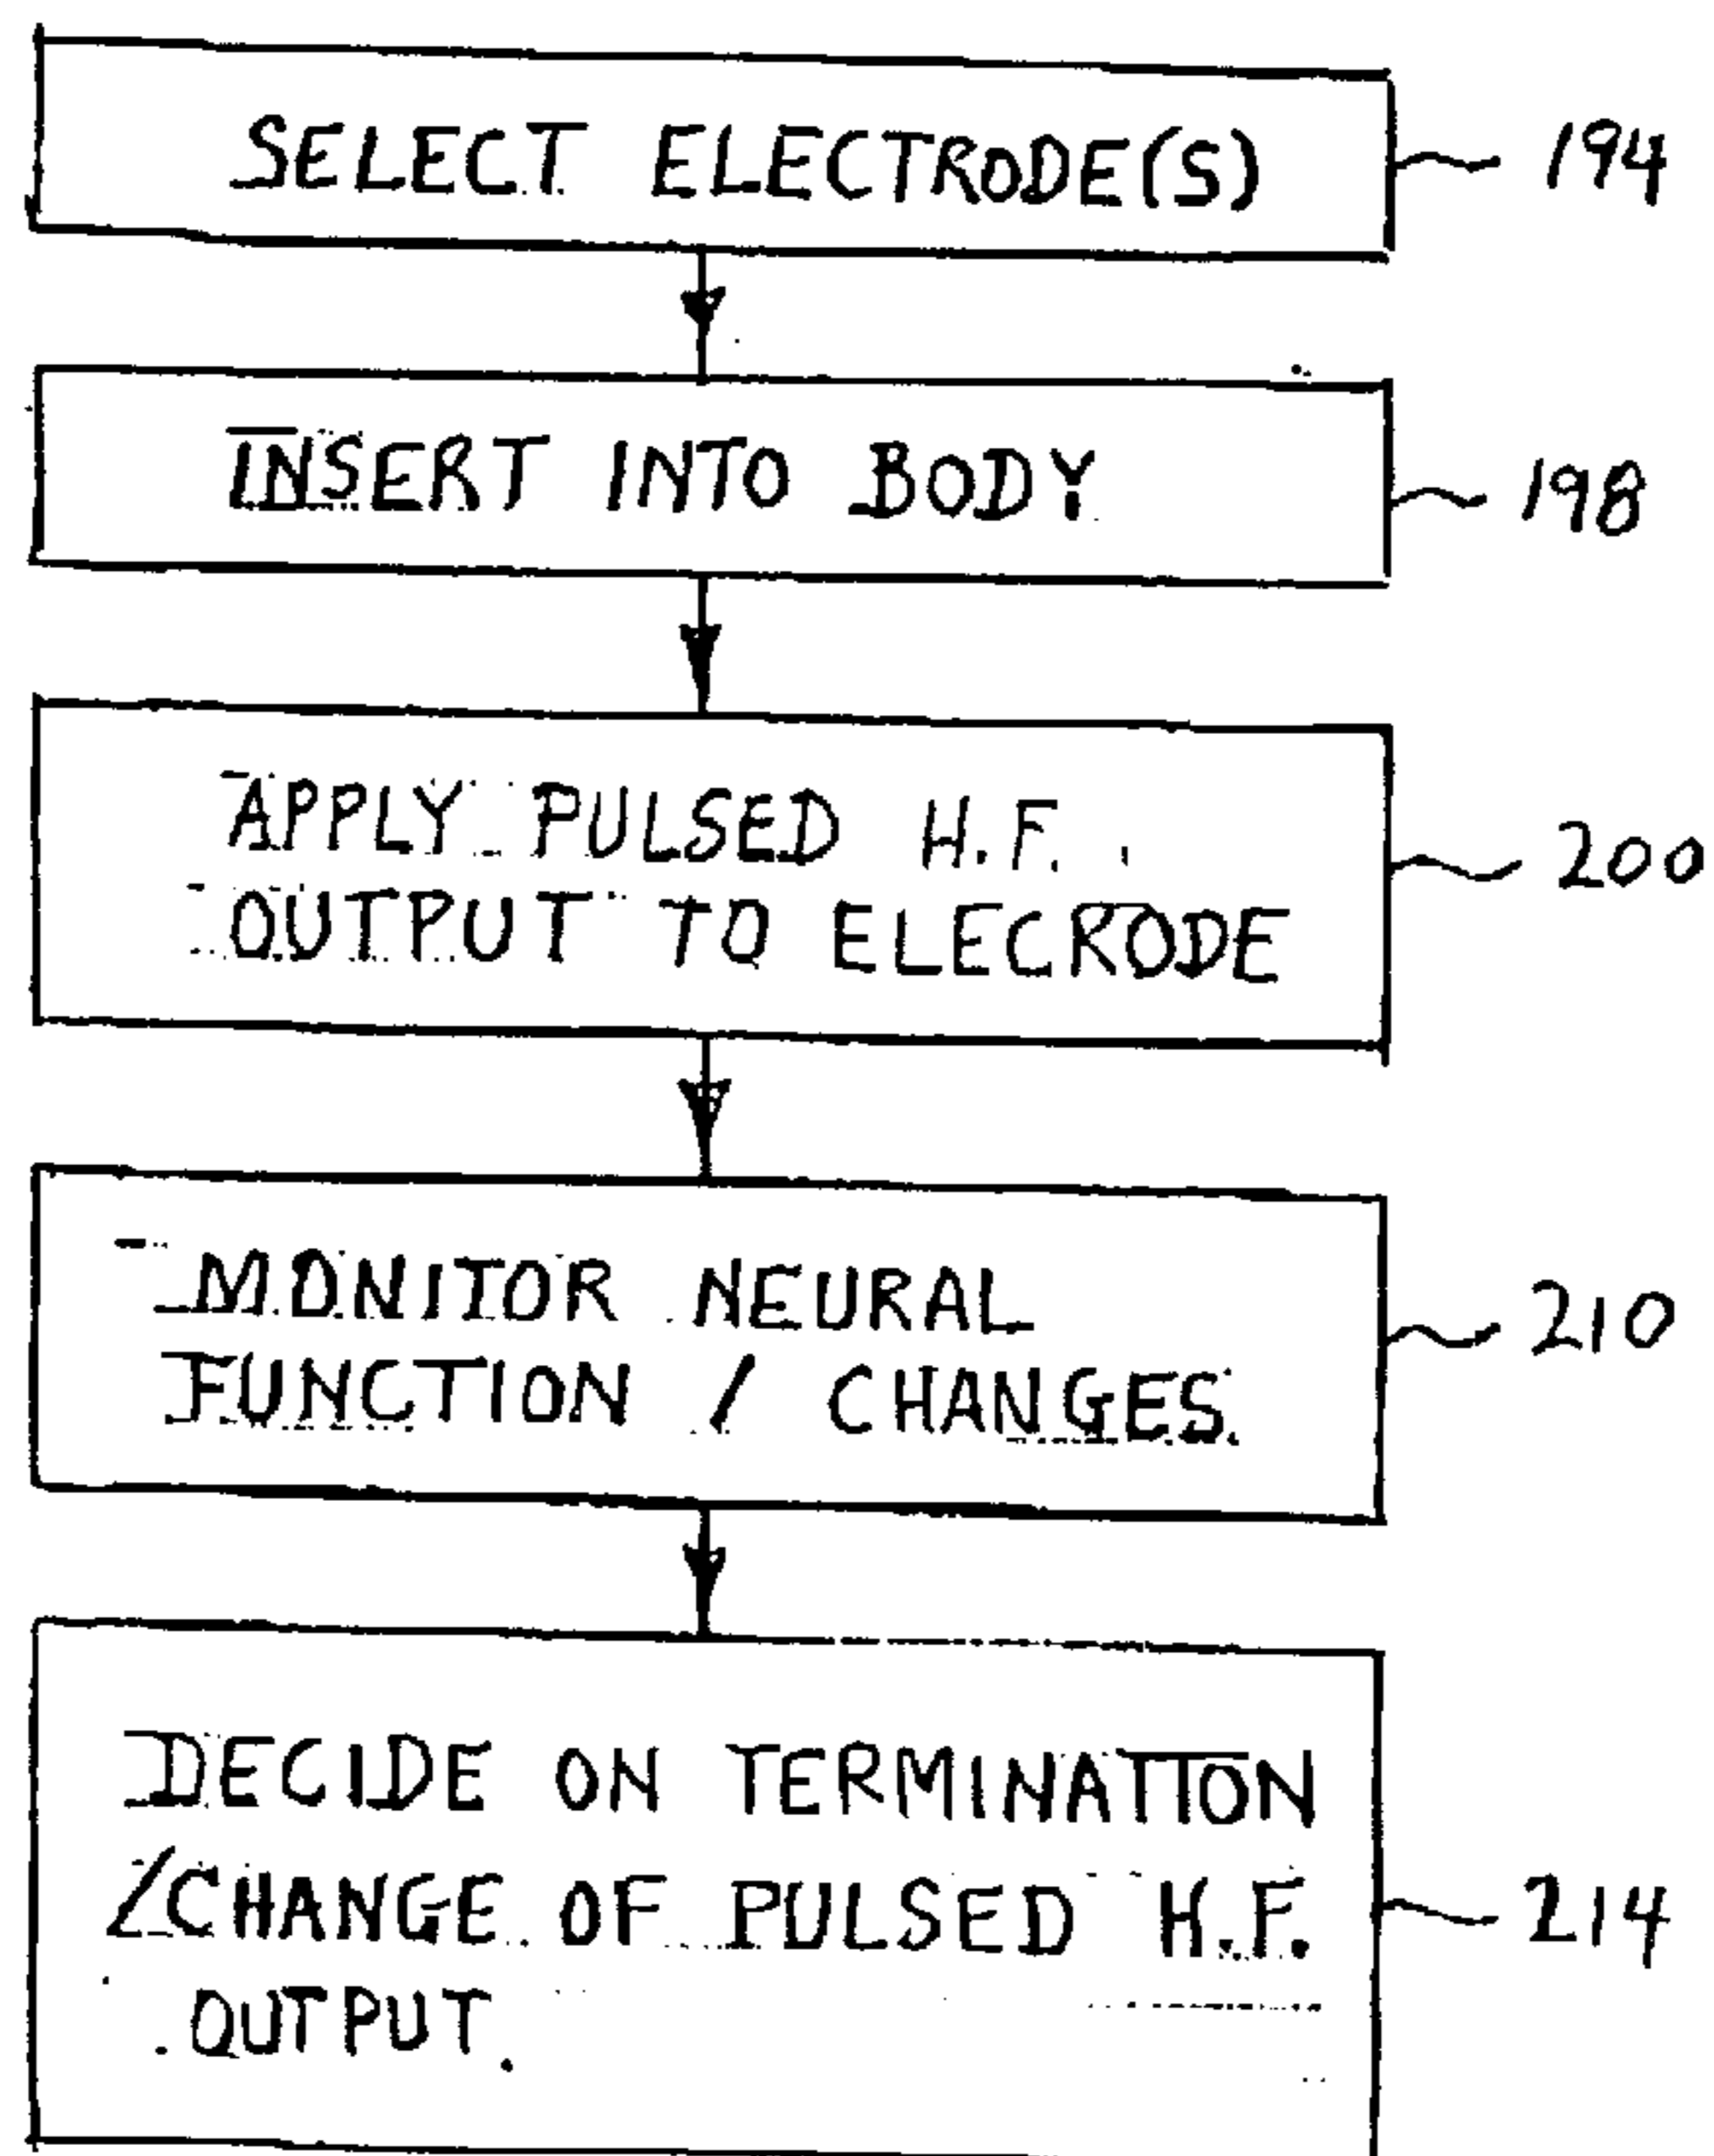 SELECT ELECTRODE(S)
194
INSERT INTO BODY
198
APPLY PULSED H.F.
OUTPUT TO ELECRODE
200
MONITOR NEURAL
FUNCTION / CHANGES
210
DECIDE ON TERMINATION
/CHANGE OF PULSED H.F.
OUTPUT.
214